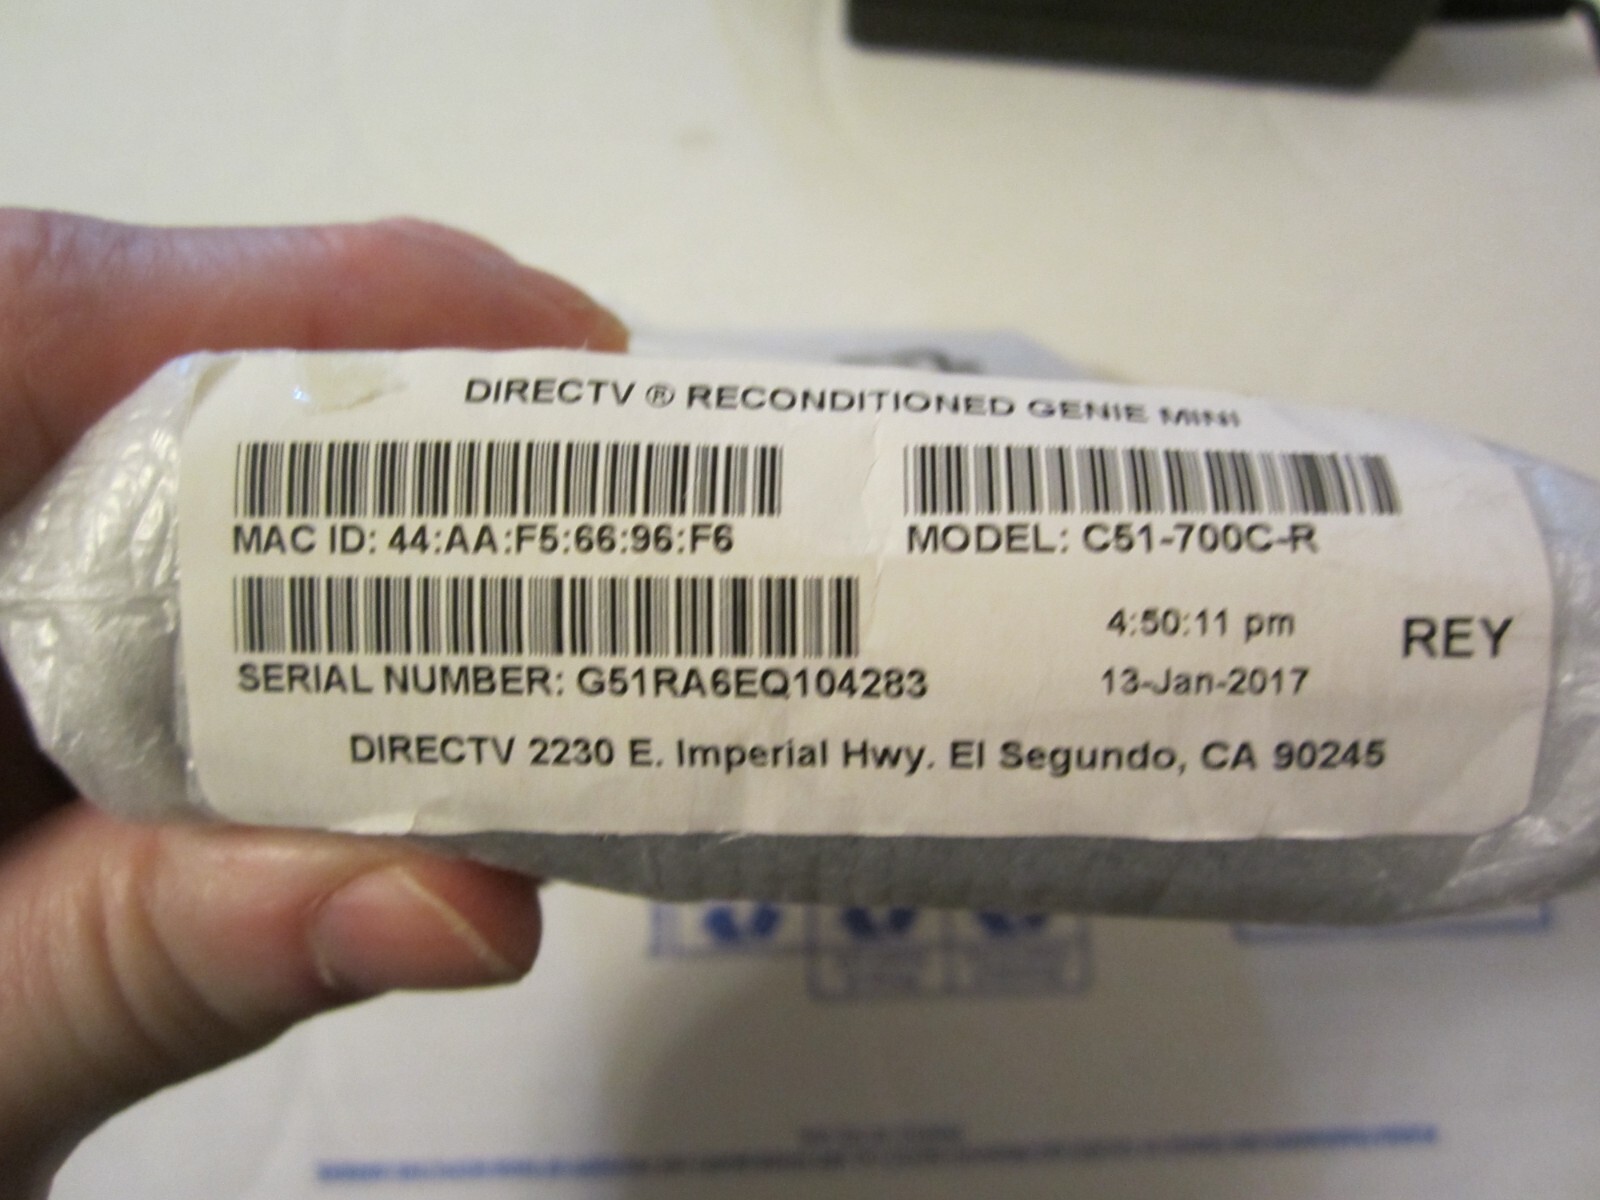 DIRECTV ® RECONDITIONED GENIE MINI
MAC ID: 44:AA:F5:66:96:F6
MODEL: C51-700C-R
SERIAL NUMBER: G51RA6EQ104283
4:50:11 pm
13-Jan-2017
REY
DIRECTV 2230 E. Imperial Hwy. El Segundo, CA 90245